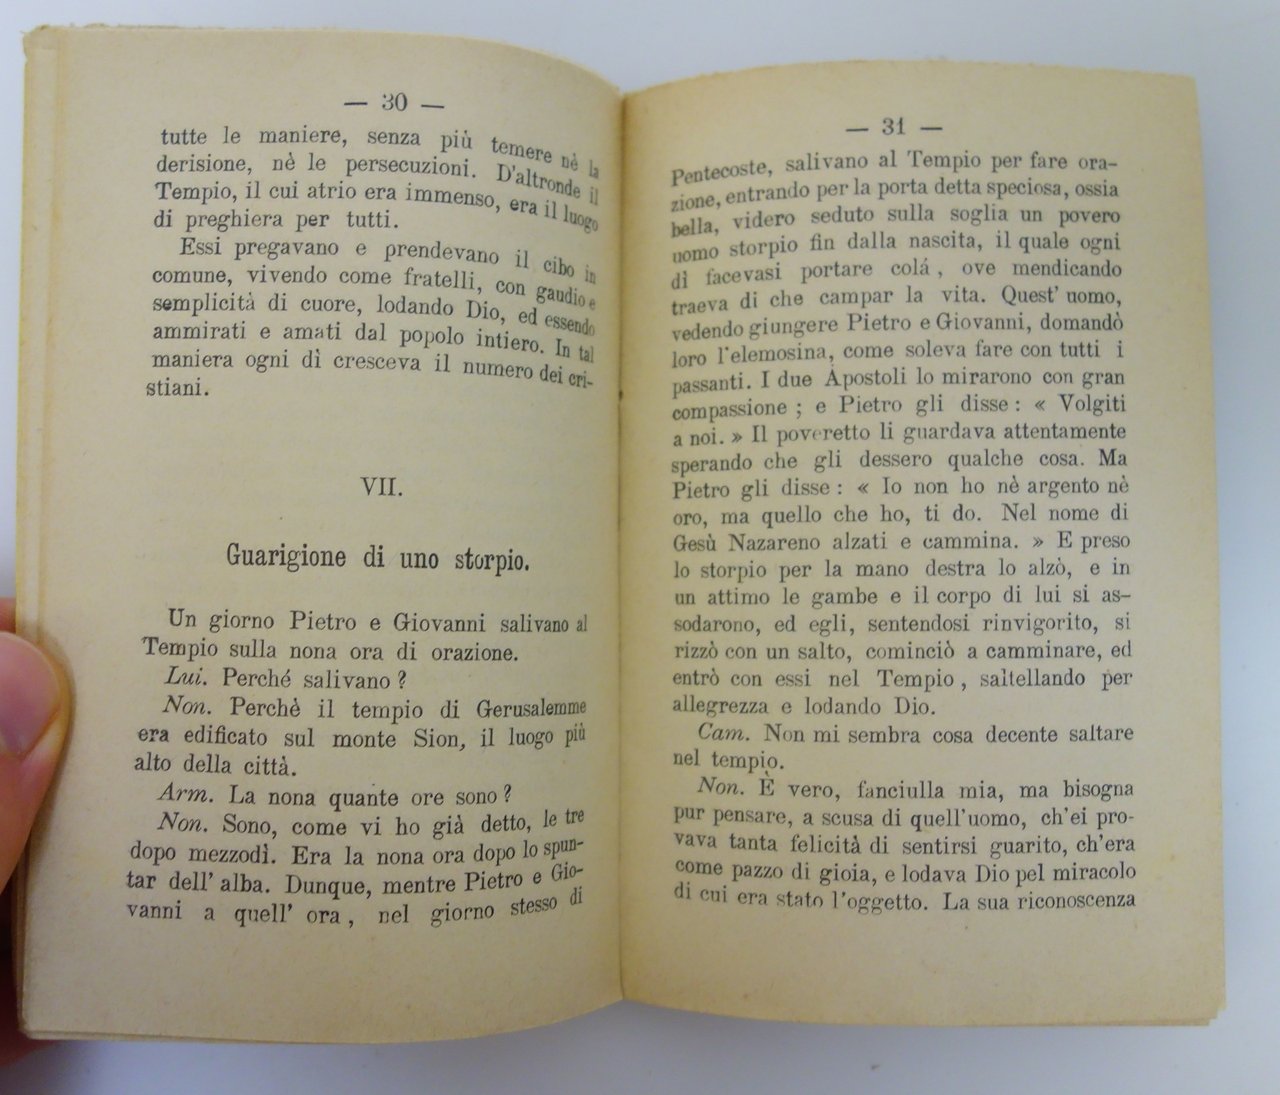 — 30 —
tutte le maniere, senza più temere nè la
derisione, nè le persecuzioni. D'altronde il
Tempio, il cui atrio era immenso, era il luogo
di preghiera per tutti.
Essi pregavano e prendevano il cibo in
comune, vivendo come fratelli, con gaudio e
semplicità di cuore, lodando Dio, ed essendo
ammirati e amati dal popolo intiero. In tal
maniera ogni dì cresceva il numero dei cri-
stiani.
VII.
Guarigione di uno storpio.
Un giorno Pietro e Giovanni salivano al
Tempio sulla nona ora di orazione.
Lui. Perché salivano ?
Non. Perchè il tempio di Gerusalemme
era edificato sul monte Sion, il luogo più
alto della città.
Arm. La nona quante ore sono ?
Non. Sono, come vi ho già detto, le tre
dopo mezzodì. Era la nona ora dopo lo spun-
tar dell' alba. Dunque, mentre Pietro e Gio-
vanni a quell' ora , nel giorno stesso di
— 31 —
Pentecoste, salivano al Tempio per fare ora-
zione, entrando per la porta detta speciosa, ossia
bella, videro seduto sulla soglia un povero
uomo storpio fin dalla nascita, il quale ogni
dì facevasi portare colá , ove mendicando
traeva di che campar la vita. Quest' uomo,
vedendo giungere Pietro e Giovanni, domandò
loro l'elemosina, come soleva fare con tutti i
passanti. I due Apostoli lo mirarono con gran
compassione ; e Pietro gli disse : « Volgiti
a noi. » Il poveretto li guardava attentamente
sperando che gli dessero qualche cosa. Ma
Pietro gli disse : « Io non ho nè argento nè
oro, ma quello che ho, ti do. Nel nome di
Gesù Nazareno alzati e cammina. » E preso
lo storpio per la mano destra lo alzò, e in
un attimo le gambe e il corpo di lui si as-
sodarono, ed egli, sentendosi rinvigorito, si
rizzò con un salto, cominciò a camminare, ed
entrò con essi nel Tempio , saltellando per
allegrezza e lodando Dio.
Cam. Non mi sembra cosa decente saltare
nel tempio.
Non. È vero, fanciulla mia, ma bisogna
pur pensare, a scusa di quell'uomo, ch'ei pro-
vava tanta felicità di sentirsi guarito, ch'era
come pazzo di gioia, e lodava Dio pel miracolo
di cui era stato l'oggetto. La sua riconoscenza